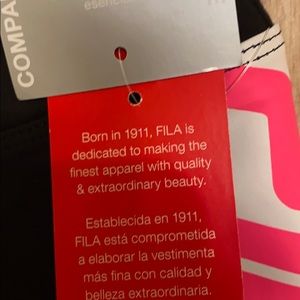 COMPA
esencia
Born in 1911, FILA is
dedicated to making the
finest apparel with quality
& extraordinary beauty.
Establecida en 1911,
FILA está comprometida
a elaborar la vestimenta
más fina con calidad y
belleza extraordinaria.